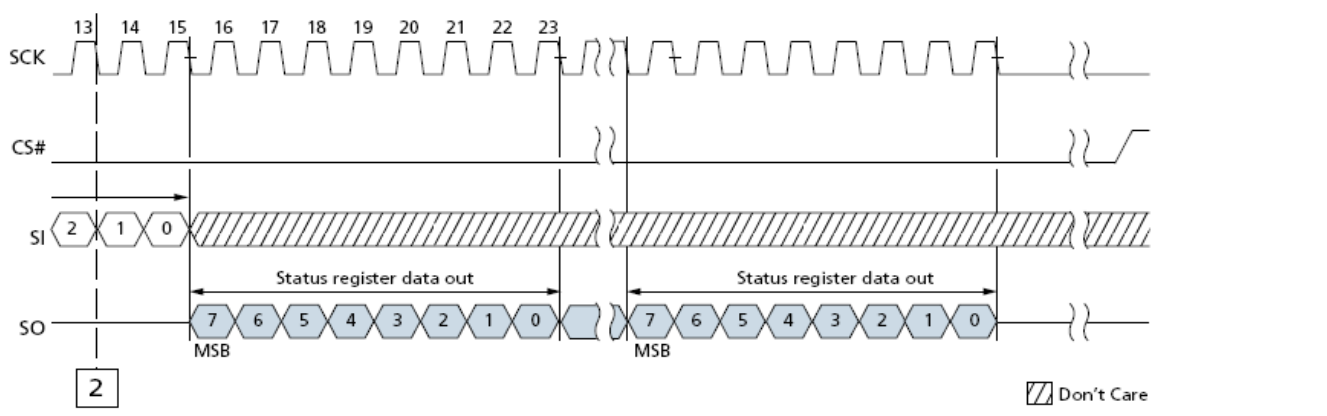 13 14 15 16 17 18 19 20 21 22 23
SCK
CS#
SI 2 1 0
Status register data out Status register data out
SO 7 6 5 4 3 2 1 0 7 6 5 4 3 2 1 0
MSB MSB
2
Don't Care